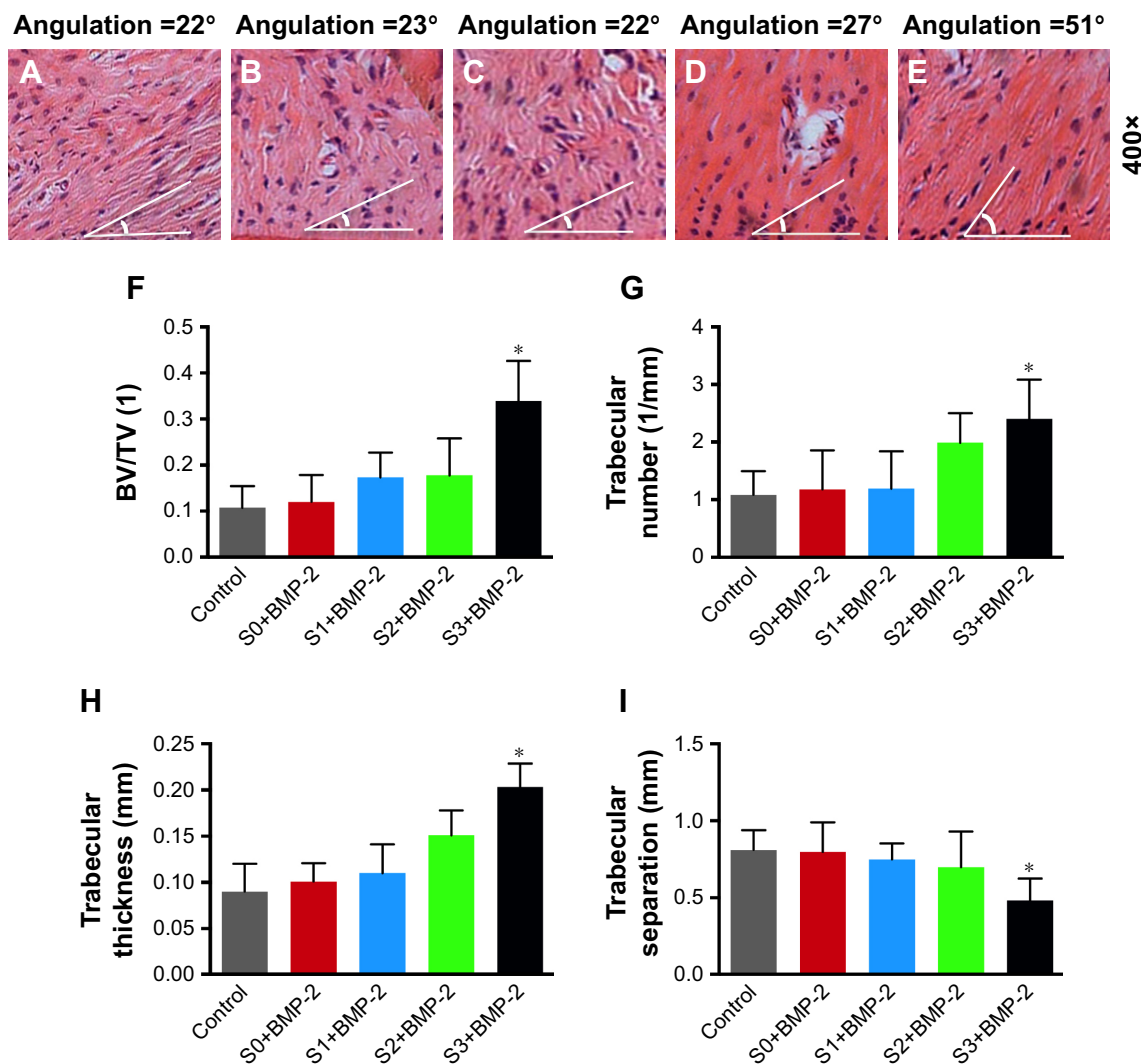 Angulation =22°
Angulation =23°
Angulation =22°
Angulation =27°
Angulation =51°
A
B
C
D
E
400×
F
BV/TV (1)
0.5
0.4
0.3
0.2
0.1
0.0
*
Control
S0+BMP-2
S1+BMP-2
S2+BMP-2
S3+BMP-2
G
Trabecular
number (1/mm)
4
3
2
1
0
*
Control
S0+BMP-2
S1+BMP-2
S2+BMP-2
S3+BMP-2
H
Trabecular
thickness (mm)
0.25
0.20
0.15
0.10
0.05
0.00
*
Control
S0+BMP-2
S1+BMP-2
S2+BMP-2
S3+BMP-2
I
Trabecular
separation (mm)
1.5
1.0
0.5
0.0
*
Control
S0+BMP-2
S1+BMP-2
S2+BMP-2
S3+BMP-2